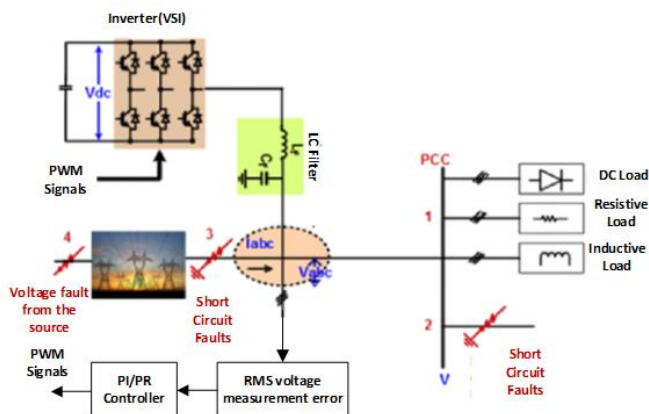 Inverter(VSI)
Vdc
PWM
Signals
Lf
Cf
LC Filter
PCC
DC Load
1
Resistive
Load
Inductive
Load
4
3
Iabc
Vabc
Voltage fault
from the
source
Short
Circuit
Faults
2
Short
Circuit
Faults
V
PWM
Signals
PI/PR
Controller
RMS voltage
measurement error